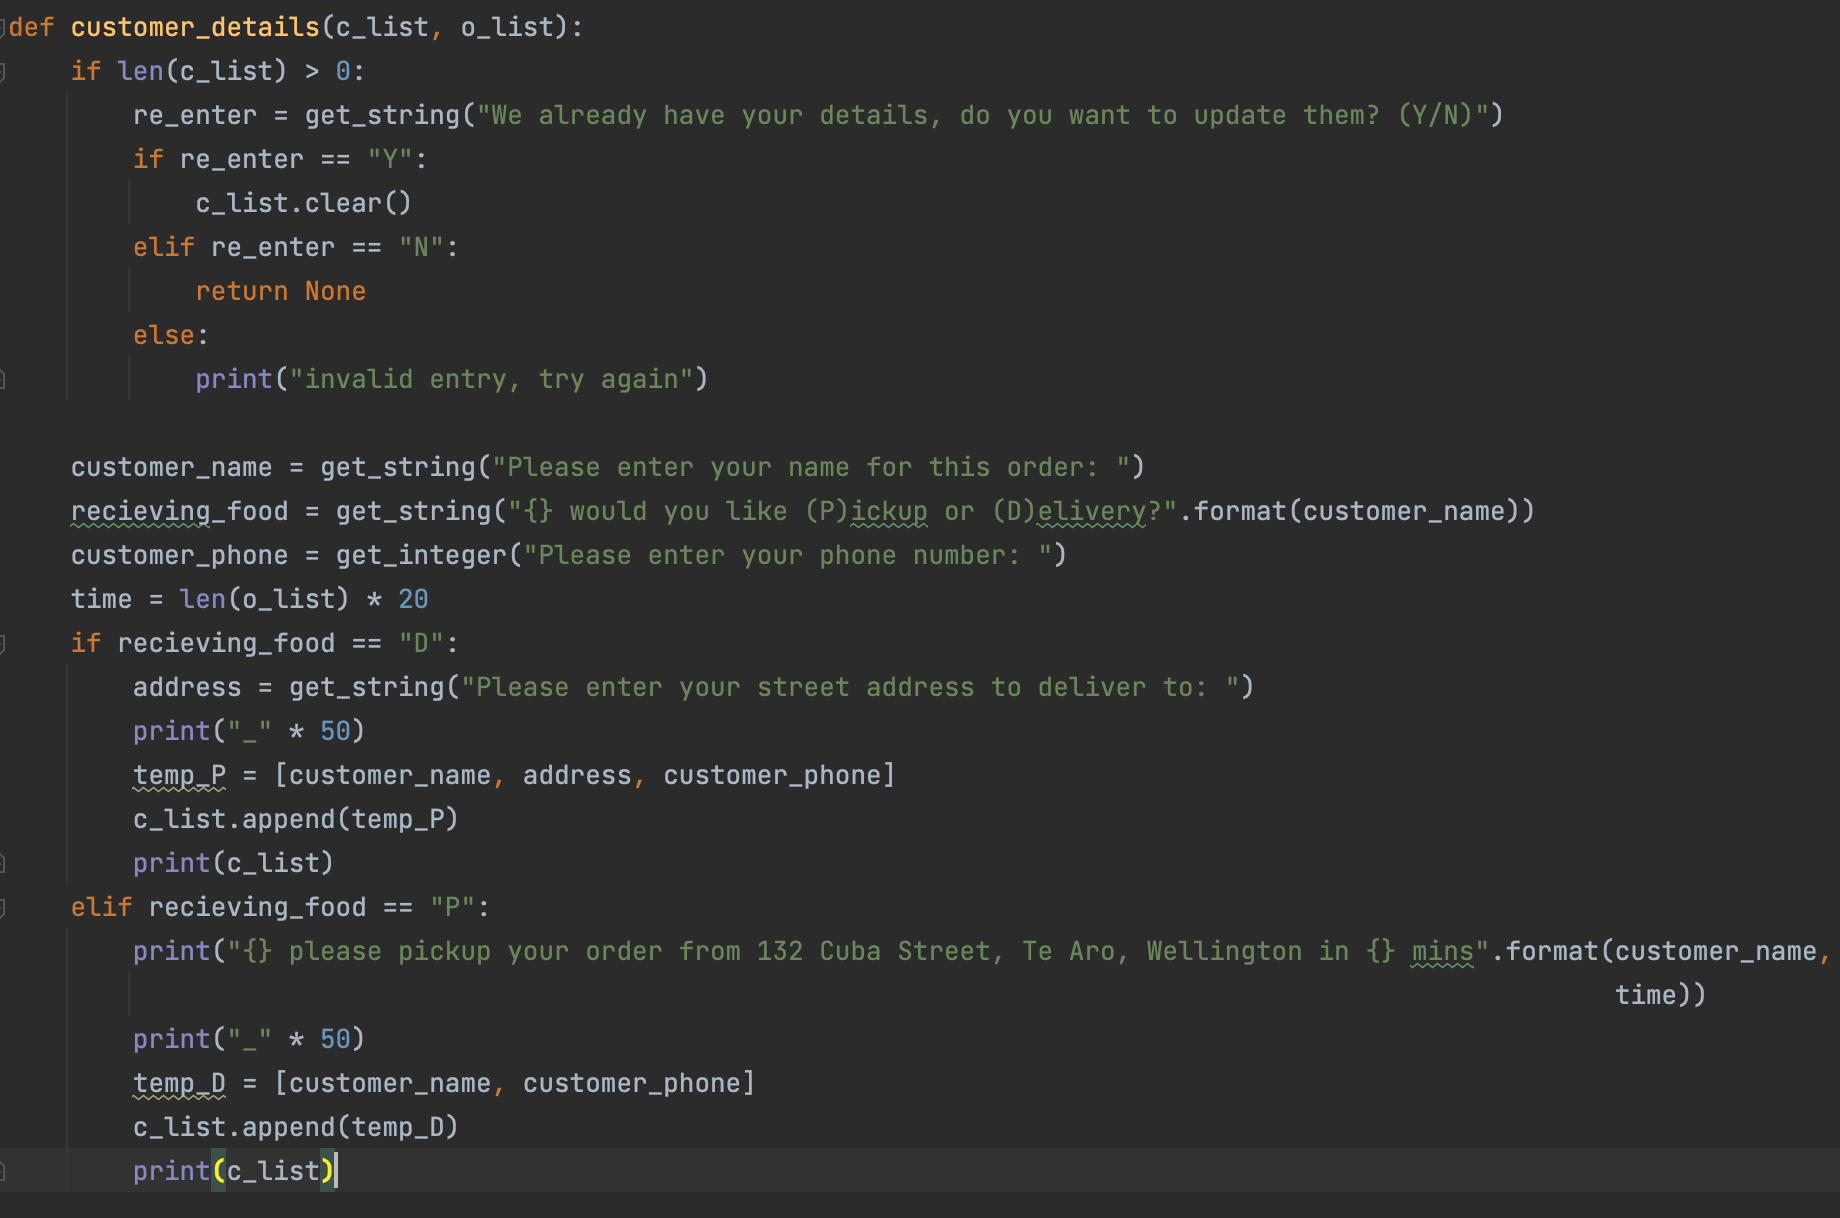 def customer_details(c_list, o_list):
    if len(c_list) > 0:
        re_enter = get_string("We already have your details, do you want to update them? (Y/N)")
        if re_enter == "Y":
            c_list.clear()
        elif re_enter == "N":
            return None
        else:
            print("invalid entry, try again")

    customer_name = get_string("Please enter your name for this order: ")
    recieving_food = get_string("{} would you like (P)ickup or (D)elivery?".format(customer_name))
    customer_phone = get_integer("Please enter your phone number: ")
    time = len(o_list) * 20
    if recieving_food == "D":
        address = get_string("Please enter your street address to deliver to: ")
        print("_" * 50)
        temp_P = [customer_name, address, customer_phone]
        c_list.append(temp_P)
        print(c_list)
    elif recieving_food == "P":
        print("{} please pickup your order from 132 Cuba Street, Te Aro, Wellington in {} mins".format(customer_name,
                                                                                                       time))
        print("_" * 50)
        temp_D = [customer_name, customer_phone]
        c_list.append(temp_D)
        print(c_list)